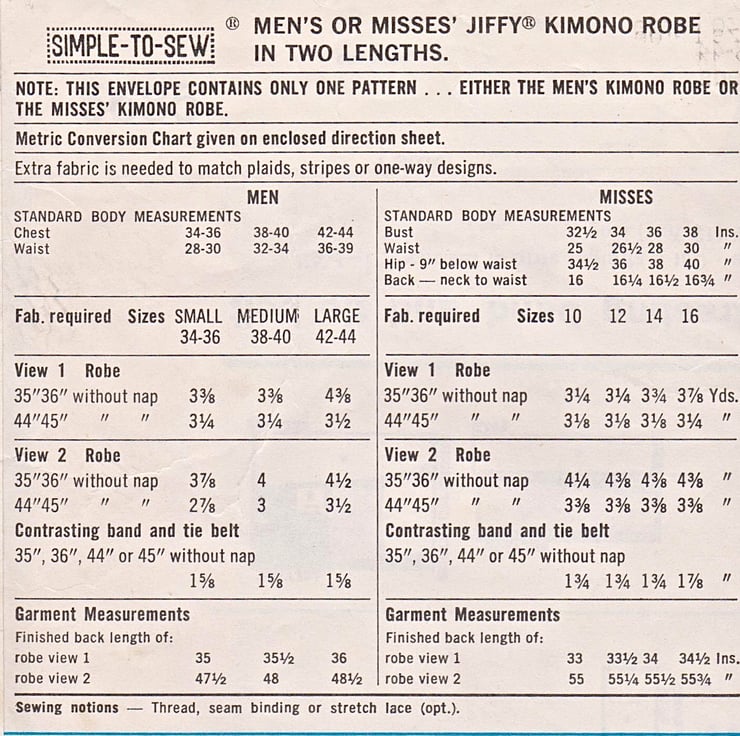 SIMPLE-TO-SEW ® MEN'S OR MISSES' JIFFY® KIMONO ROBE
IN TWO LENGTHS.
NOTE: THIS ENVELOPE CONTAINS ONLY ONE PATTERN . . . EITHER THE MEN'S KIMONO ROBE OR
THE MISSES' KIMONO ROBE.
Metric Conversion Chart given on enclosed direction sheet.
Extra fabric is needed to match plaids, stripes or one-way designs.
MEN
STANDARD BODY MEASUREMENTS
Chest 34-36 38-40 42-44
Waist 28-30 32-34 36-39
Fab. required Sizes SMALL MEDIUM LARGE
34-36 38-40 42-44
View 1 Robe
35"36" without nap 3⅜ 3⅜ 4⅜
44"45" " " 3¼ 3¼ 3½
View 2 Robe
35"36" without nap 3⅞ 4 4½
44"45" " " 2⅞ 3 3½
Contrasting band and tie belt
35", 36", 44" or 45" without nap
1⅝ 1⅝ 1⅝
Garment Measurements
Finished back length of:
robe view 1 35 35½ 36
robe view 2 47½ 48 48½
MISSES
STANDARD BODY MEASUREMENTS
Bust 32½ 34 36 38 Ins.
Waist 25 26½ 28 30 "
Hip - 9" below waist 34½ 36 38 40 "
Back — neck to waist 16 16¼ 16½ 16¾ "
Fab. required Sizes 10 12 14 16
View 1 Robe
35"36" without nap 3¼ 3¼ 3¾ 3⅞ Yds.
44"45" " " 3⅛ 3⅛ 3⅛ 3¼ "
View 2 Robe
35"36" without nap 4¼ 4⅜ 4⅜ 4⅜ "
44"45" " " 3⅜ 3⅜ 3⅜ 3⅜ "
Contrasting band and tie belt
35", 36", 44" or 45" without nap
1¾ 1¾ 1¾ 1⅞ "
Garment Measurements
Finished back length of:
robe view 1 33 33½ 34 34½ Ins.
robe view 2 55 55¼ 55½ 55¾ "
Sewing notions — Thread, seam binding or stretch lace (opt.).